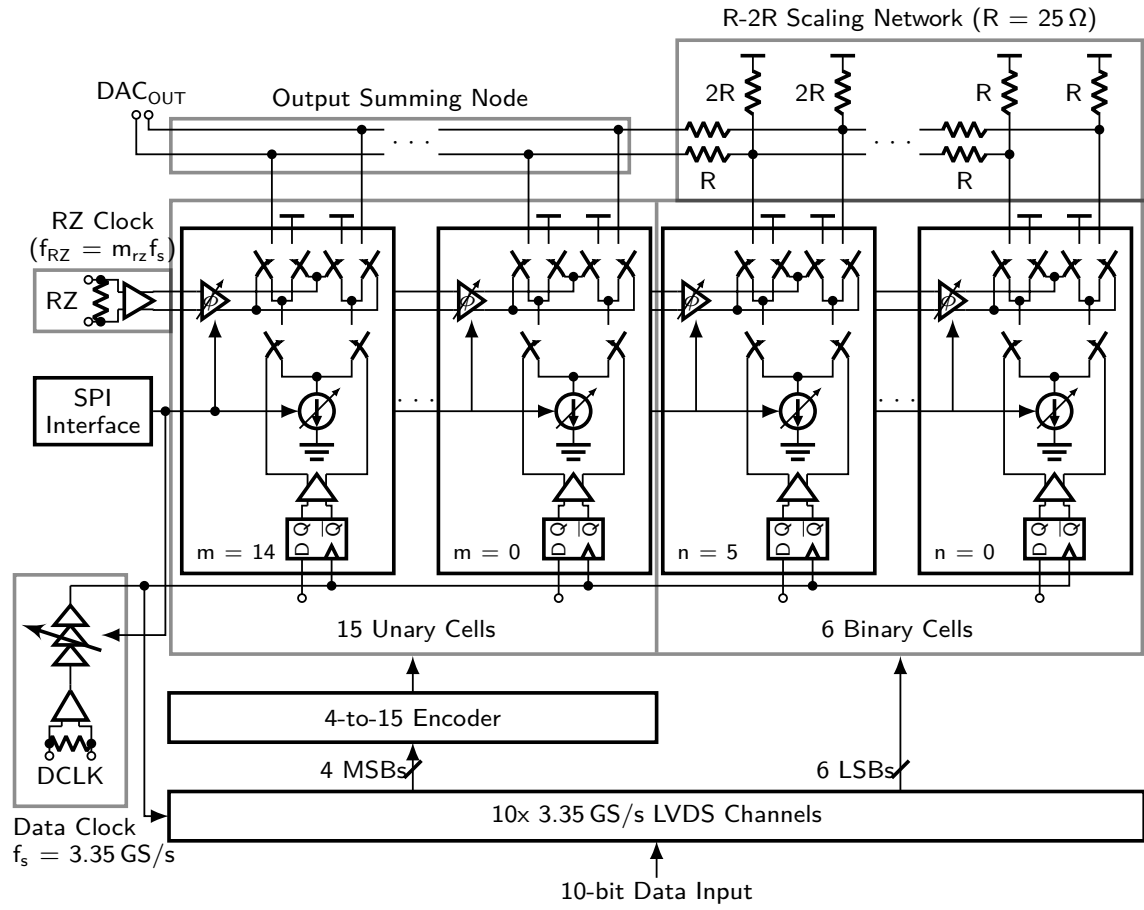 R-2R Scaling Network (R = 25 Ω)
DAC_OUT
Output Summing Node
2R
2R
R
R
. . .
. . .
R
R
RZ Clock
(f_RZ = m_rz f_s)
RZ
ϕ
ϕ
ϕ
ϕ
SPI
Interface
. . .
. . .
D Q Q̅
D Q Q̅
D Q Q̅
D Q Q̅
m = 14
m = 0
n = 5
n = 0
15 Unary Cells
6 Binary Cells
4-to-15 Encoder
DCLK
4 MSBs
6 LSBs
10x 3.35 GS/s LVDS Channels
Data Clock
f_s = 3.35 GS/s
10-bit Data Input